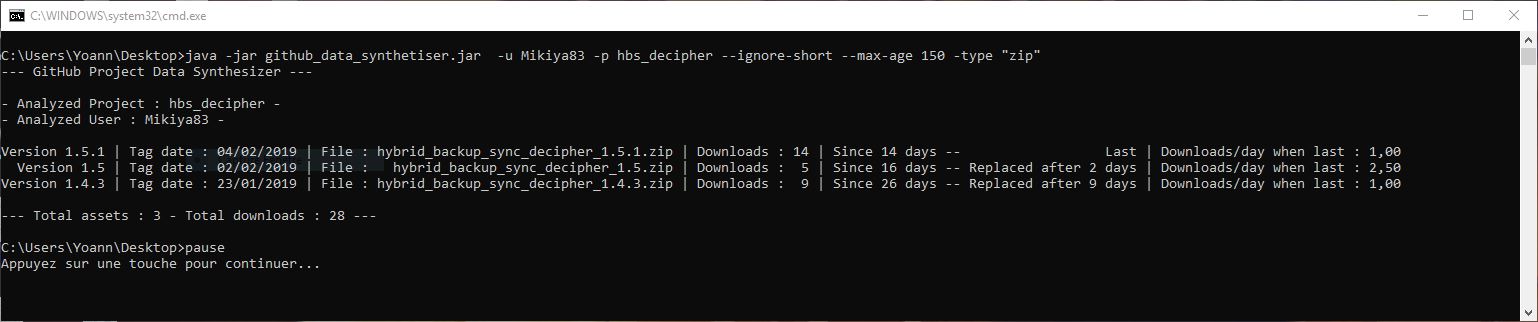 C:\WINDOWS\system32\cmd.exe
C:\Users\Yoann\Desktop>java -jar github_data_synthetiser.jar  -u Mikiya83 -p hbs_decipher --ignore-short --max-age 150 -type "zip"
--- GitHub Project Data Synthesizer ---
- Analyzed Project : hbs_decipher -
- Analyzed User : Mikiya83 -
Version 1.5.1 | Tag date : 04/02/2019 | File : hybrid_backup_sync_decipher_1.5.1.zip | Downloads : 14 | Since 14 days --                  Last | Downloads/day when last : 1,00
  Version 1.5 | Tag date : 02/02/2019 | File :   hybrid_backup_sync_decipher_1.5.zip | Downloads :  5 | Since 16 days -- Replaced after 2 days | Downloads/day when last : 2,50
Version 1.4.3 | Tag date : 23/01/2019 | File : hybrid_backup_sync_decipher_1.4.3.zip | Downloads :  9 | Since 26 days -- Replaced after 9 days | Downloads/day when last : 1,00
--- Total assets : 3 - Total downloads : 28 ---
C:\Users\Yoann\Desktop>pause
Appuyez sur une touche pour continuer...